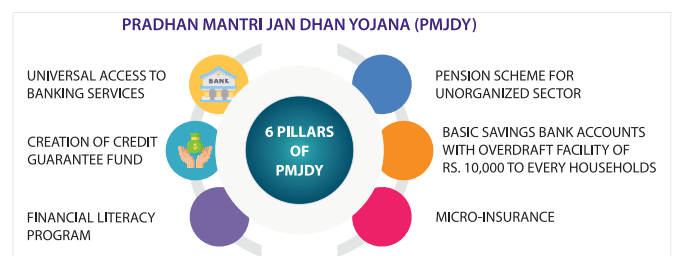 PRADHAN MANTRI JAN DHAN YOJANA (PMJDY)
UNIVERSAL ACCESS TO
BANKING SERVICES
BANK
CREATION OF CREDIT
GUARANTEE FUND
FINANCIAL LITERACY
PROGRAM
6 PILLARS
OF
PMJDY
PENSION SCHEME FOR
UNORGANIZED SECTOR
BASIC SAVINGS BANK ACCOUNTS
WITH OVERDRAFT FACILITY OF
RS. 10,000 TO EVERY HOUSEHOLDS
MICRO-INSURANCE